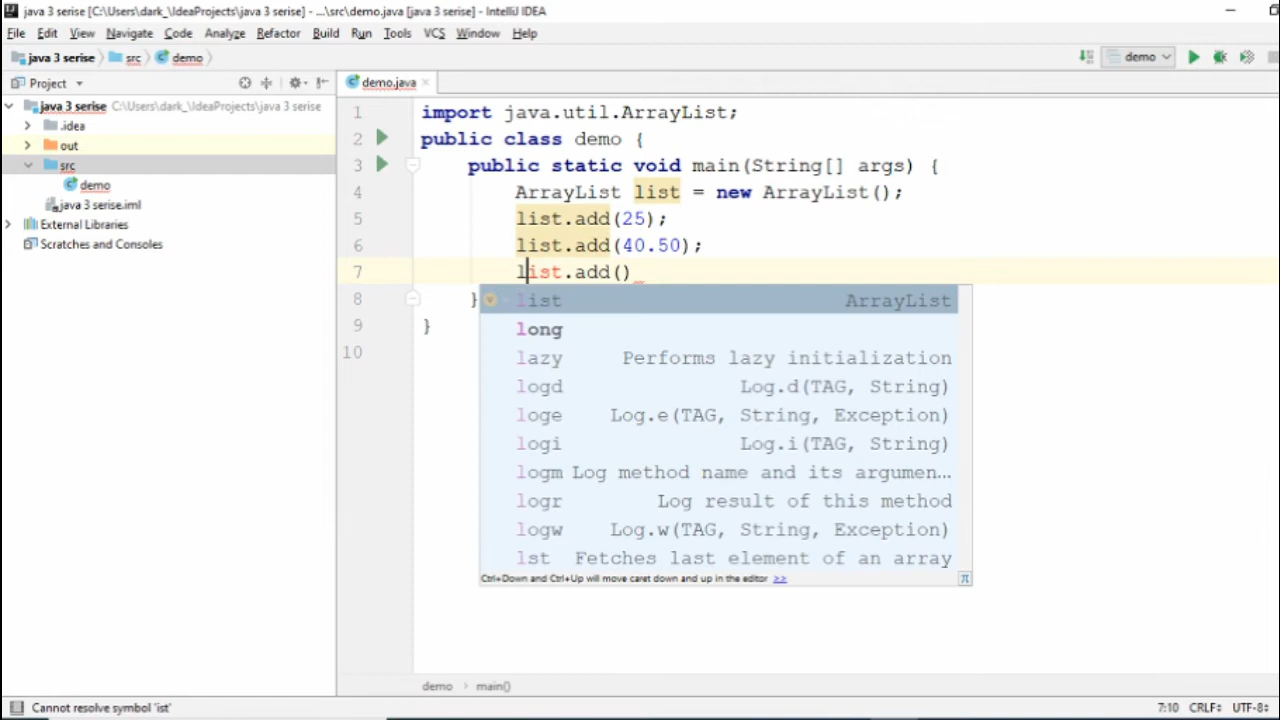 java 3 serise [C:\Users\dark_\IdeaProjects\java 3 serise] - ...\src\demo.java [java 3 serise] - IntelliJ IDEA
File Edit View Navigate Code Analyze Refactor Build Run Tools VCS Window Help
java 3 serise src demo demo
Project demo.java
java 3 serise C:\Users\dark_\IdeaProjects\java 3 serise
.idea
out
src
demo
java 3 serise.iml
External Libraries
Scratches and Consoles
1 import java.util.ArrayList;
2 public class demo {
3 public static void main(String[] args) {
4 ArrayList list = new ArrayList();
5 list.add(25);
6 list.add(40.50);
7 list.add()
8 }
9 }
10
list ArrayList
long
lazy Performs lazy initialization
logd Log.d(TAG, String)
loge Log.e(TAG, String, Exception)
logi Log.i(TAG, String)
logm Log method name and its argumen…
logr Log result of this method
logw Log.w(TAG, String, Exception)
lst Fetches last element of an array
Ctrl+Down and Ctrl+Up will move caret down and up in the editor >> π
demo main()
Cannot resolve symbol 'ist' 7:10 CRLF UTF-8